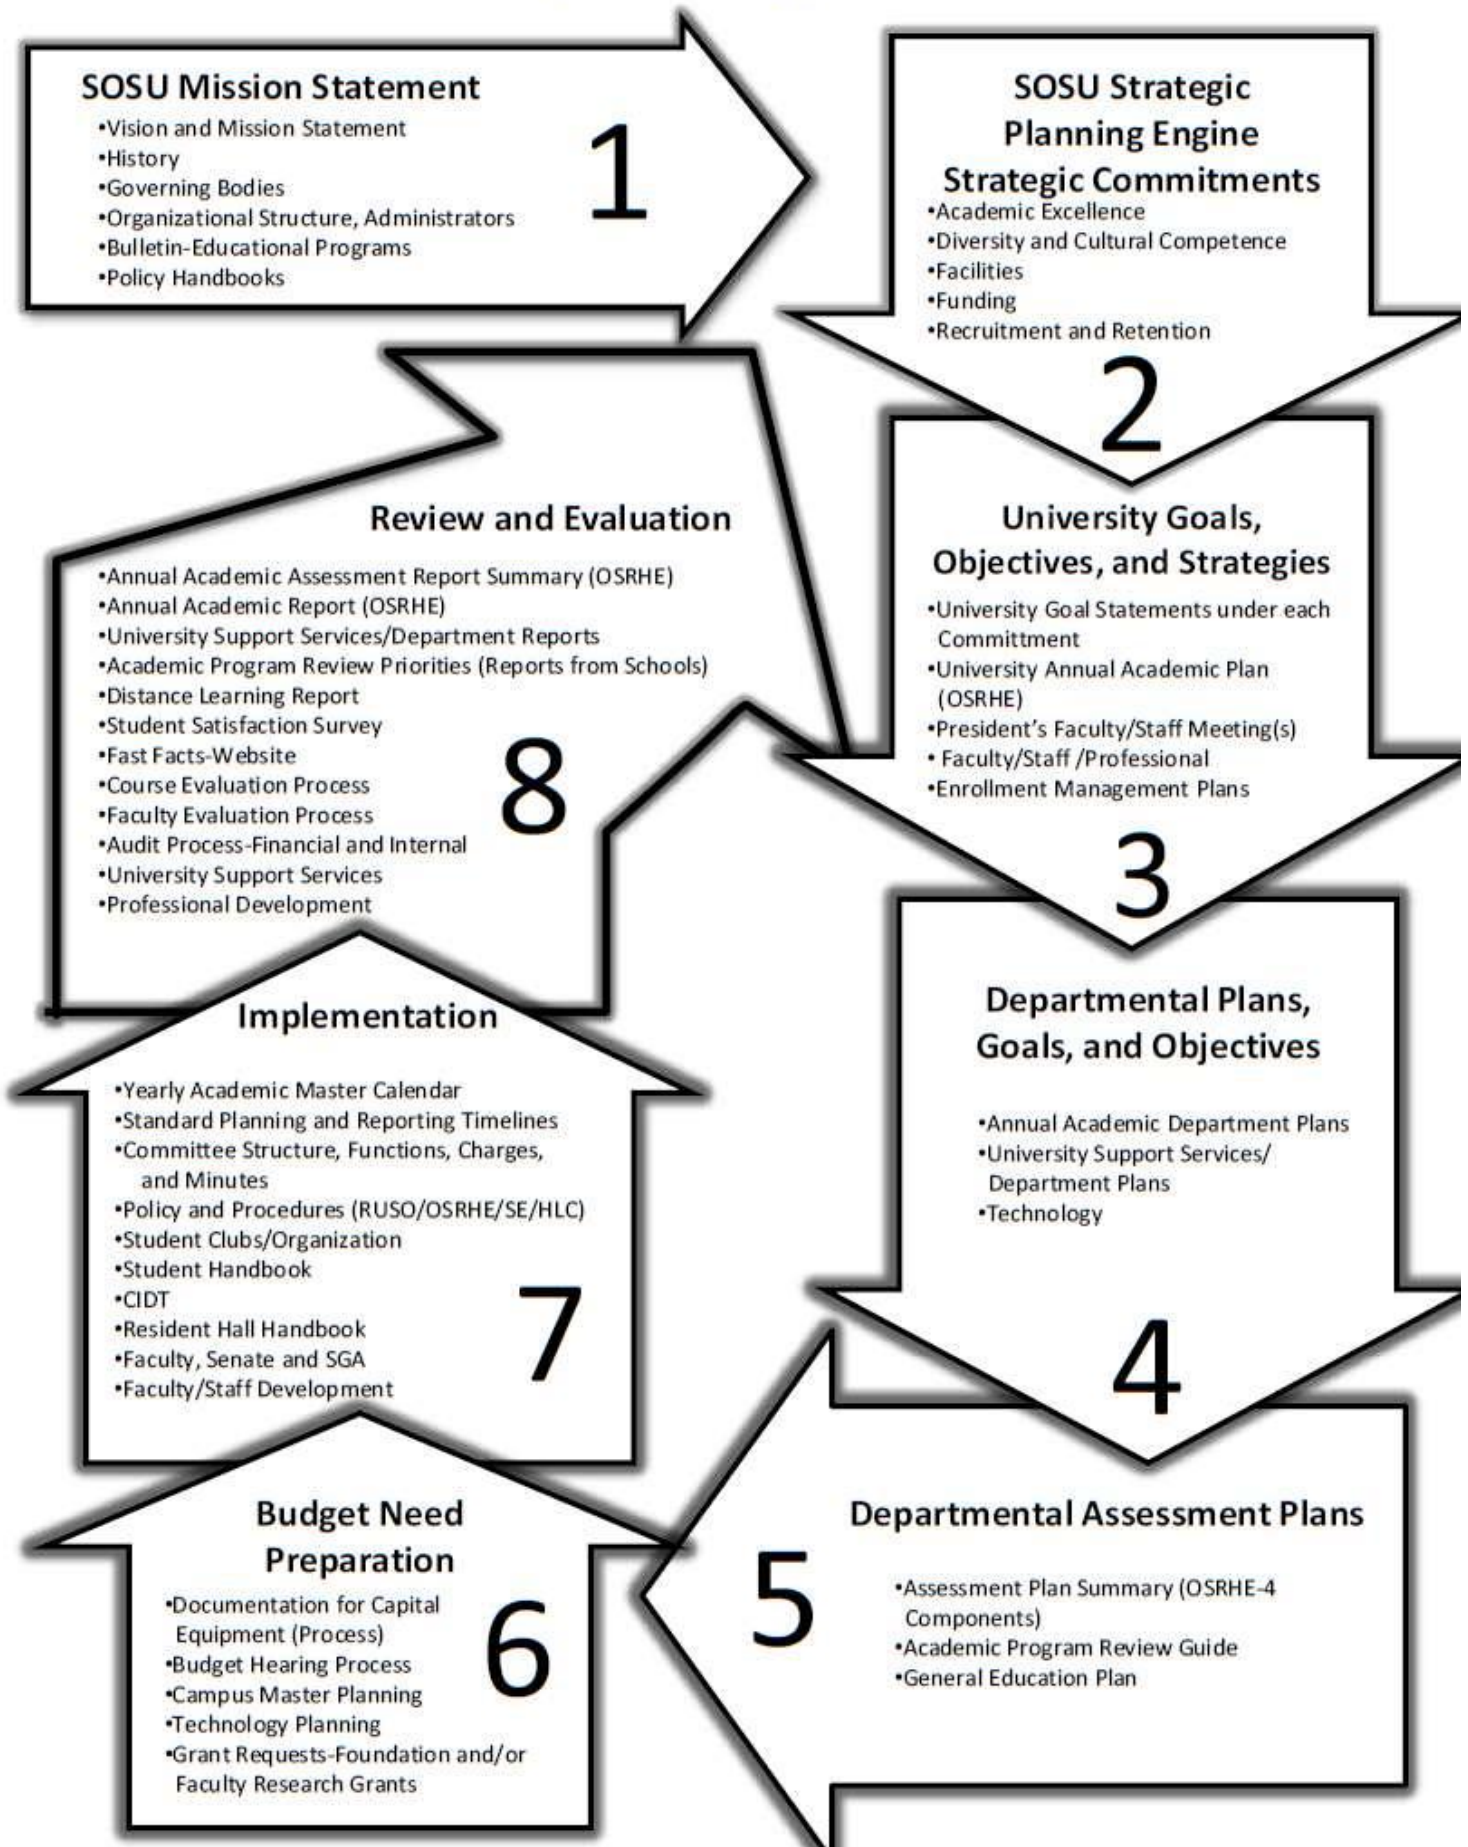 SOSU Mission Statement
•Vision and Mission Statement
•History
•Governing Bodies
•Organizational Structure, Administrators
•Bulletin-Educational Programs
•Policy Handbooks
1
SOSU Strategic
Planning Engine
Strategic Commitments
•Academic Excellence
•Diversity and Cultural Competence
•Facilities
•Funding
•Recruitment and Retention
2
University Goals,
Objectives, and Strategies
•University Goal Statements under each
Committment
•University Annual Academic Plan
(OSRHE)
•President's Faculty/Staff Meeting(s)
• Faculty/Staff /Professional
•Enrollment Management Plans
3
Departmental Plans,
Goals, and Objectives
•Annual Academic Department Plans
•University Support Services/
Department Plans
•Technology
4
Departmental Assessment Plans
•Assessment Plan Summary (OSRHE-4
Components)
•Academic Program Review Guide
•General Education Plan
5
Budget Need
Preparation
•Documentation for Capital
Equipment (Process)
•Budget Hearing Process
•Campus Master Planning
•Technology Planning
•Grant Requests-Foundation and/or
Faculty Research Grants
6
Implementation
•Yearly Academic Master Calendar
•Standard Planning and Reporting Timelines
•Committee Structure, Functions, Charges,
and Minutes
•Policy and Procedures (RUSO/OSRHE/SE/HLC)
•Student Clubs/Organization
•Student Handbook
•CIDT
•Resident Hall Handbook
•Faculty, Senate and SGA
•Faculty/Staff Development
7
Review and Evaluation
•Annual Academic Assessment Report Summary (OSRHE)
•Annual Academic Report (OSRHE)
•University Support Services/Department Reports
•Academic Program Review Priorities (Reports from Schools)
•Distance Learning Report
•Student Satisfaction Survey
•Fast Facts-Website
•Course Evaluation Process
•Faculty Evaluation Process
•Audit Process-Financial and Internal
•University Support Services
•Professional Development
8